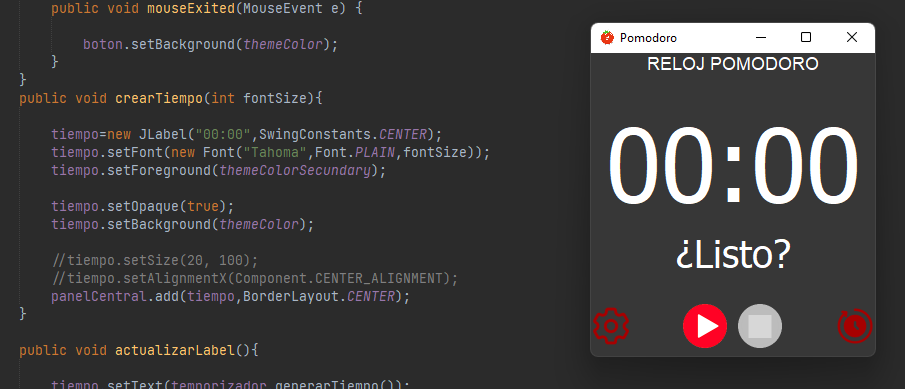 public void mouseExited(MouseEvent e) {
boton.setBackground(themeColor);
}
}
public void crearTiempo(int fontSize){
tiempo=new JLabel("00:00",SwingConstants.CENTER);
tiempo.setFont(new Font("Tahoma",Font.PLAIN,fontSize));
tiempo.setForeground(themeColorSecundary);
tiempo.setOpaque(true);
tiempo.setBackground(themeColor);
//tiempo.setSize(20, 100);
//tiempo.setAlignmentX(Component.CENTER_ALIGNMENT);
panelCentral.add(tiempo,BorderLayout.CENTER);
}
public void actualizarLabel(){
tiempo.setText(temporizador.generarTiempo());
Pomodoro
RELOJ POMODORO
00:00
¿Listo?